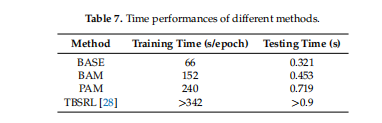 Table 7. Time performances of different methods.
Method Training Time (s/epoch) Testing Time (s)
BASE 66 0.321
BAM 152 0.453
PAM 240 0.719
TBSRL [28] >342 >0.9